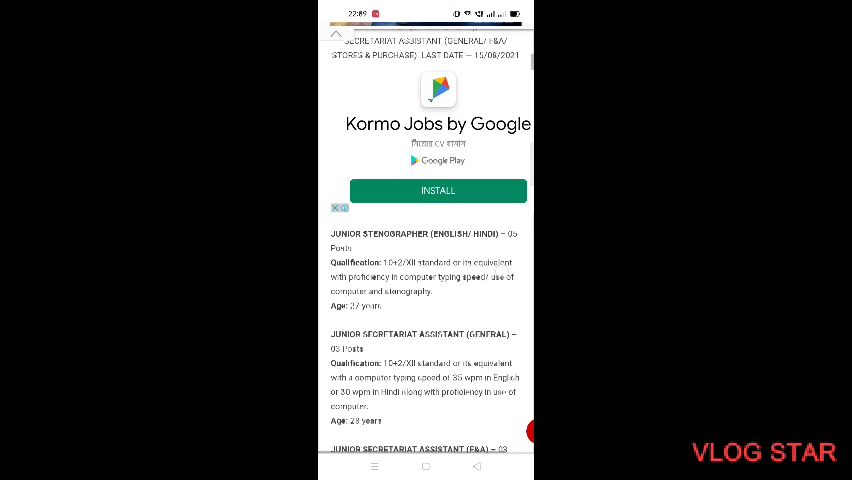 22:09
SECRETARIAT ASSISTANT (GENERAL/ F&A/
STORES & PURCHASE). LAST DATE — 15/08/2021
Kormo Jobs by Google
নিজের CV বানান
Google Play
INSTALL
JUNIOR STENOGRAPHER (ENGLISH/ HINDI) – 05
Posts
Qualification: 10+2/XII standard or its equivalent
with proficiency in computer typing speed/ use of
computer and stenography.
Age: 27 years
JUNIOR SECRETARIAT ASSISTANT (GENERAL) –
03 Posts
Qualification: 10+2/XII standard or its equivalent
with a computer typing speed of 35 wpm in English
or 30 wpm in Hindi along with proficiency in use of
computer.
Age: 28 years
JUNIOR SECRETARIAT ASSISTANT (F&A) – 03
VLOG STAR